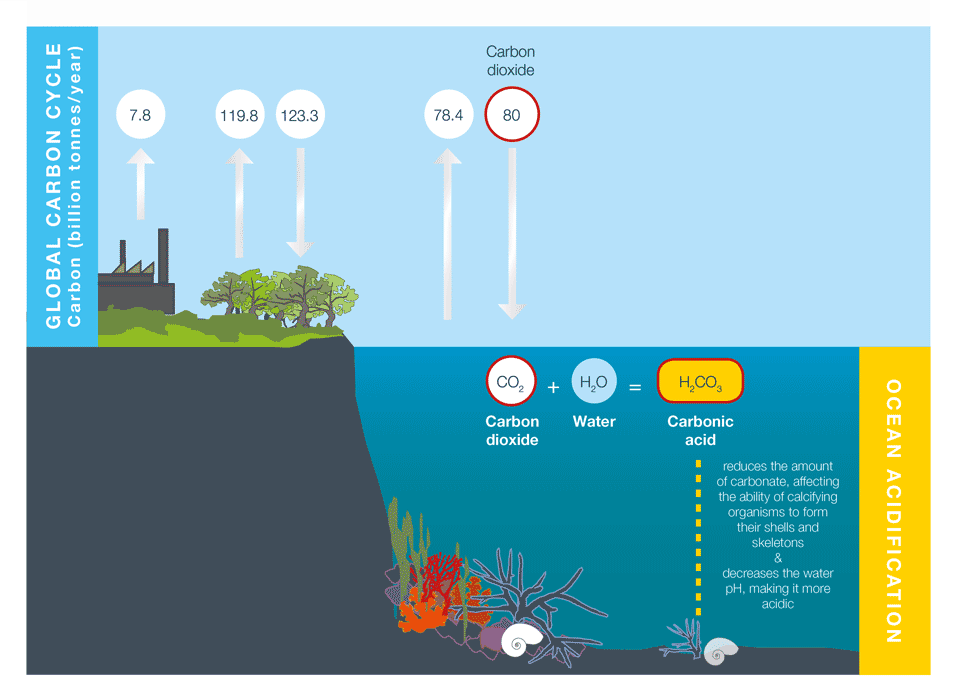 GLOBAL CARBON CYCLE
Carbon (billion tonnes/year)
Carbon
dioxide
7.8
119.8
123.3
78.4
80
CO₂ + H₂O = H₂CO₃
Carbon
dioxide
Water
Carbonic
acid
reduces the amount
of carbonate, affecting
the ability of calcifying
organisms to form
their shells and
skeletons
&
decreases the water
pH, making it more
acidic
OCEAN ACIDIFICATION